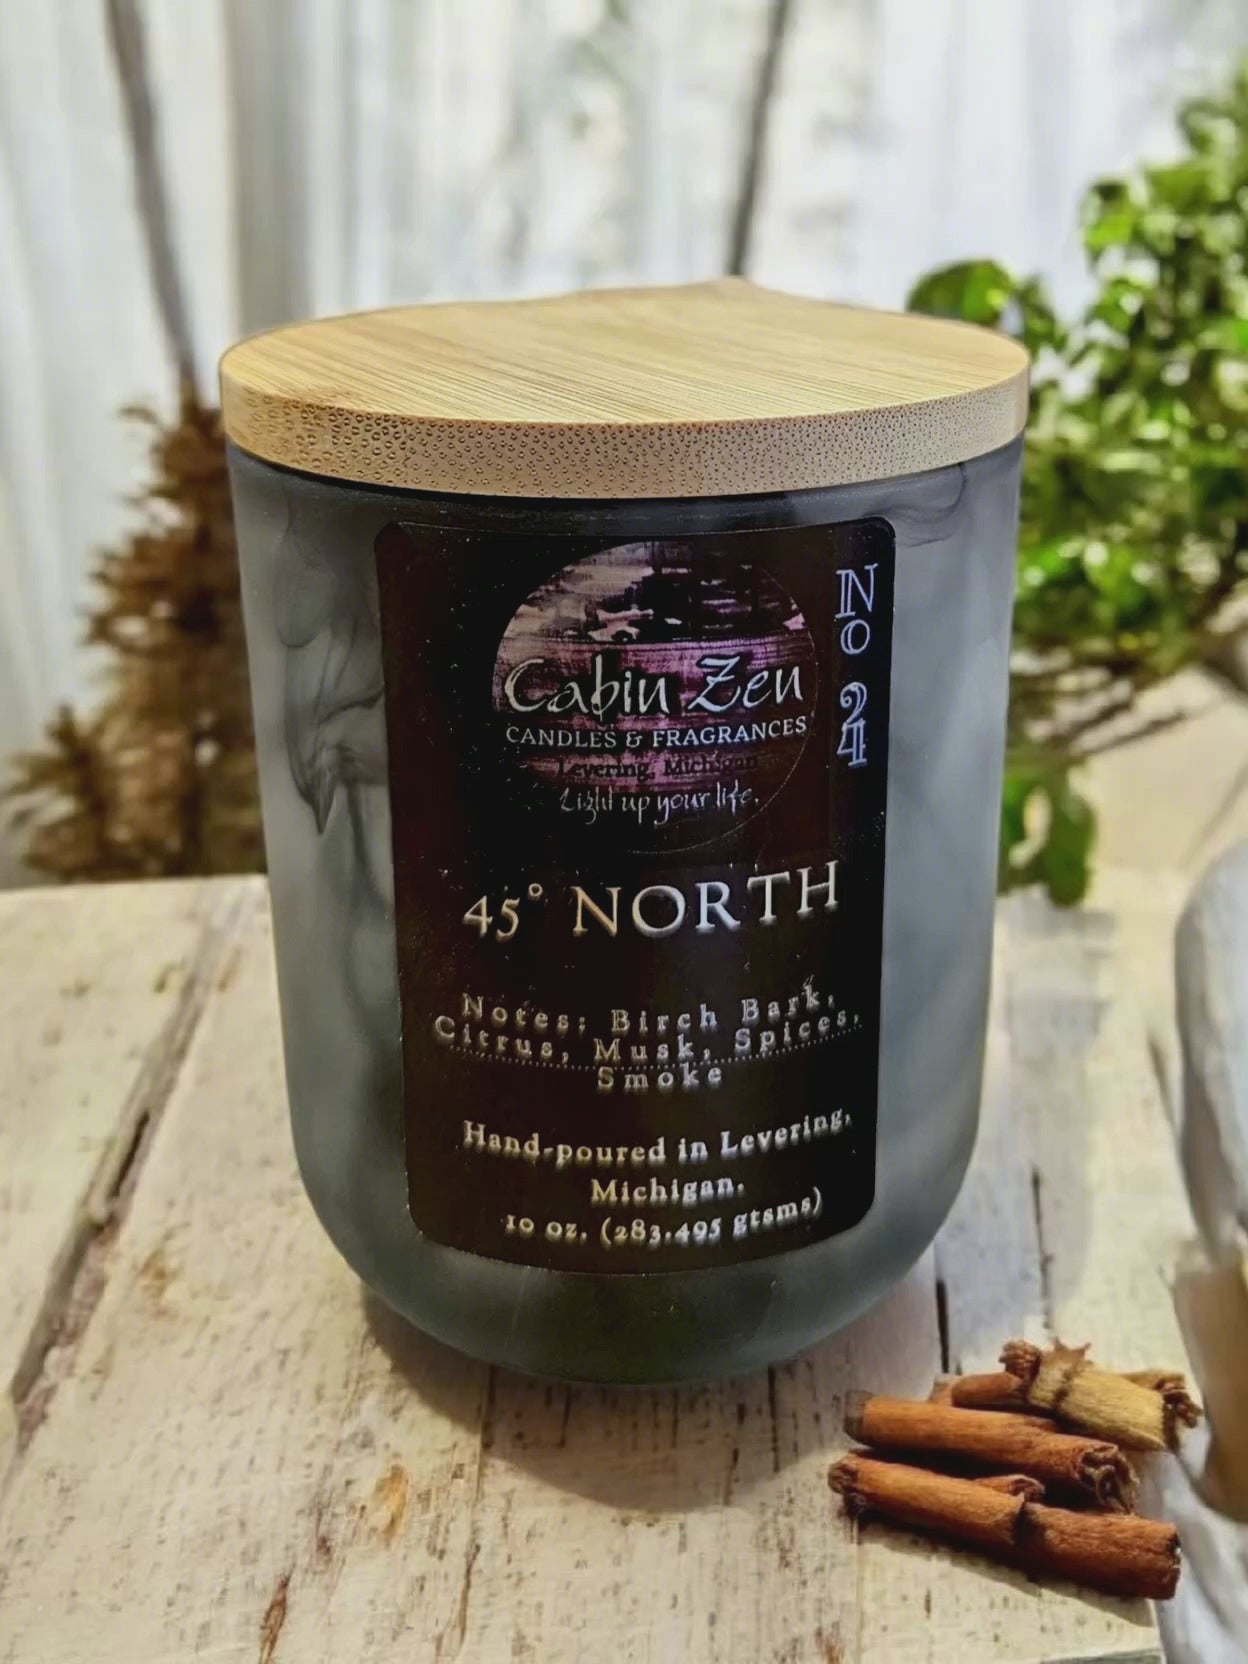 Cabin Zen
CANDLES & FRAGRANCES
Levering, Michigan
Light up your life.
No 24
45° NORTH
Notes: Birch Bark,
Citrus, Musk, Spices,
Smoke
Hand-poured in Levering,
Michigan.
10 oz. (283.495 gtsms)